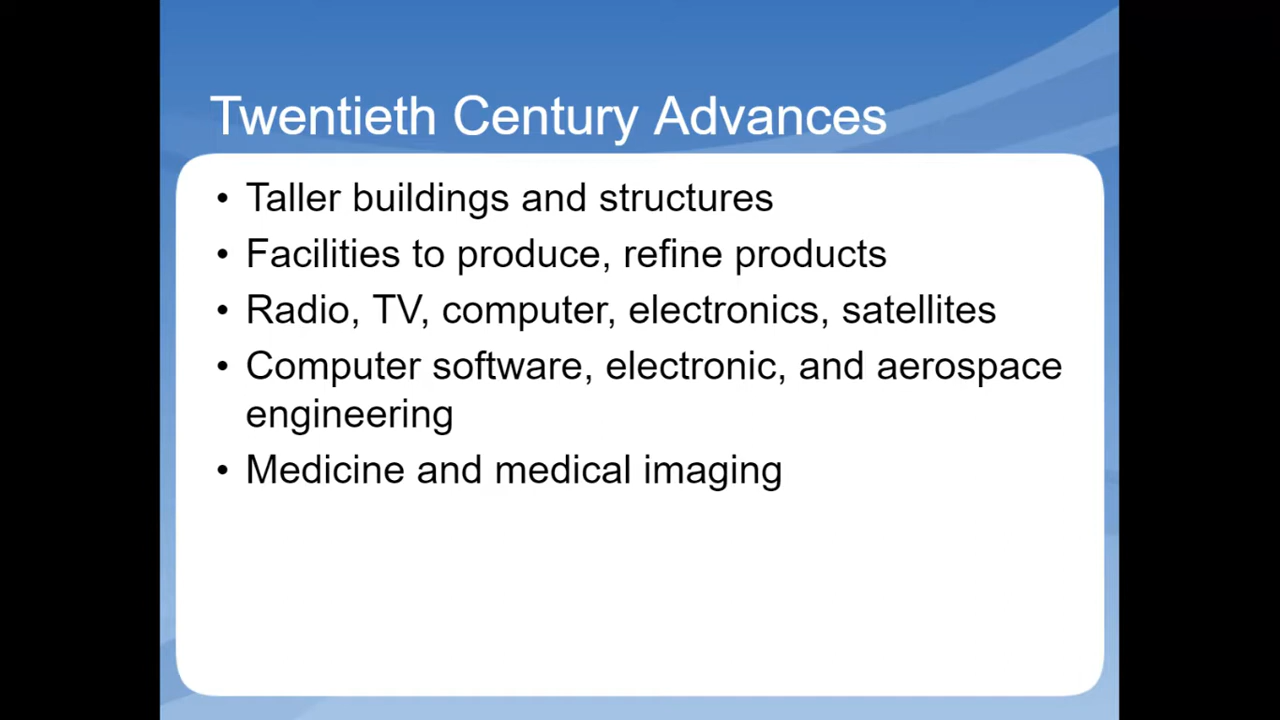 Twentieth Century Advances
• Taller buildings and structures
• Facilities to produce, refine products
• Radio, TV, computer, electronics, satellites
• Computer software, electronic, and aerospace
engineering
• Medicine and medical imaging